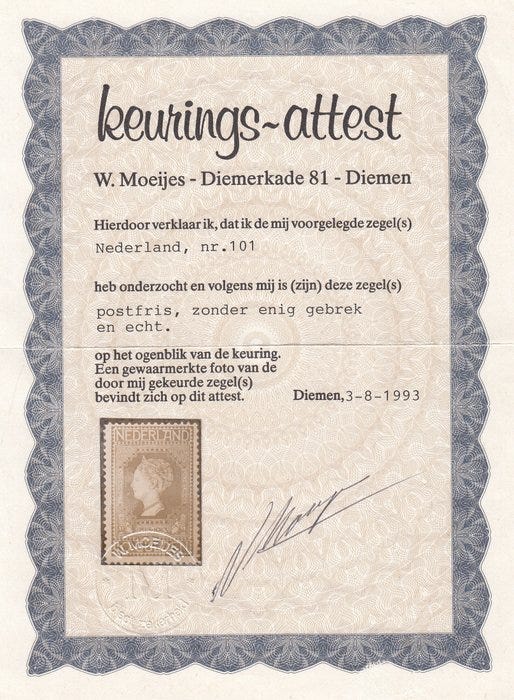 keurings~attest
W. Moeijes - Diemerkade 81 - Diemen
Hierdoor verklaar ik, dat ik de mij voorgelegde zegel(s)
Nederland, nr.101
heb onderzocht en volgens mij is (zijn) deze zegel(s)
postfris, zonder enig gebrek
en echt.
op het ogenblik van de keuring.
Een gewaarmerkte foto van de
door mij gekeurde zegel(s)
bevindt zich op dit attest.
Diemen, 3-8-1993
NEDERLAND
W. MOEIJES